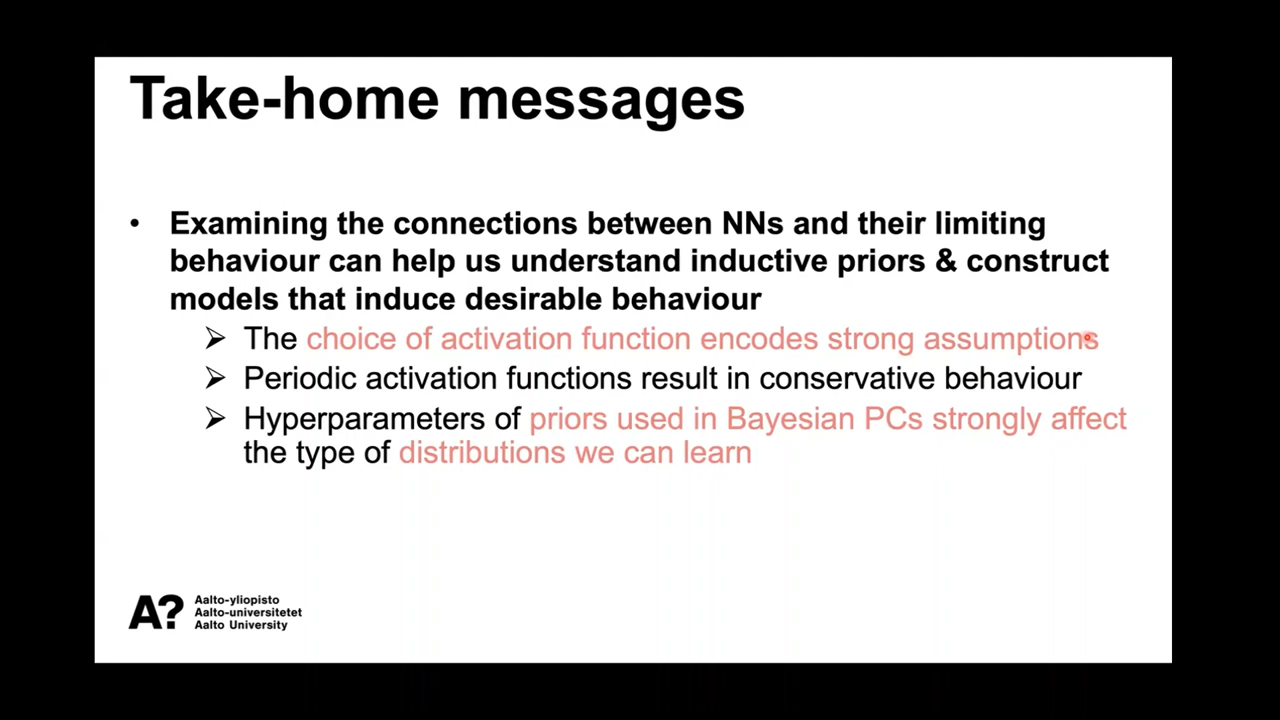 Take-home messages
• Examining the connections between NNs and their limiting
behaviour can help us understand inductive priors & construct
models that induce desirable behaviour
➢ The choice of activation function encodes strong assumptions
➢ Periodic activation functions result in conservative behaviour
➢ Hyperparameters of priors used in Bayesian PCs strongly affect
the type of distributions we can learn
A?
Aalto-yliopisto
Aalto-universitetet
Aalto University